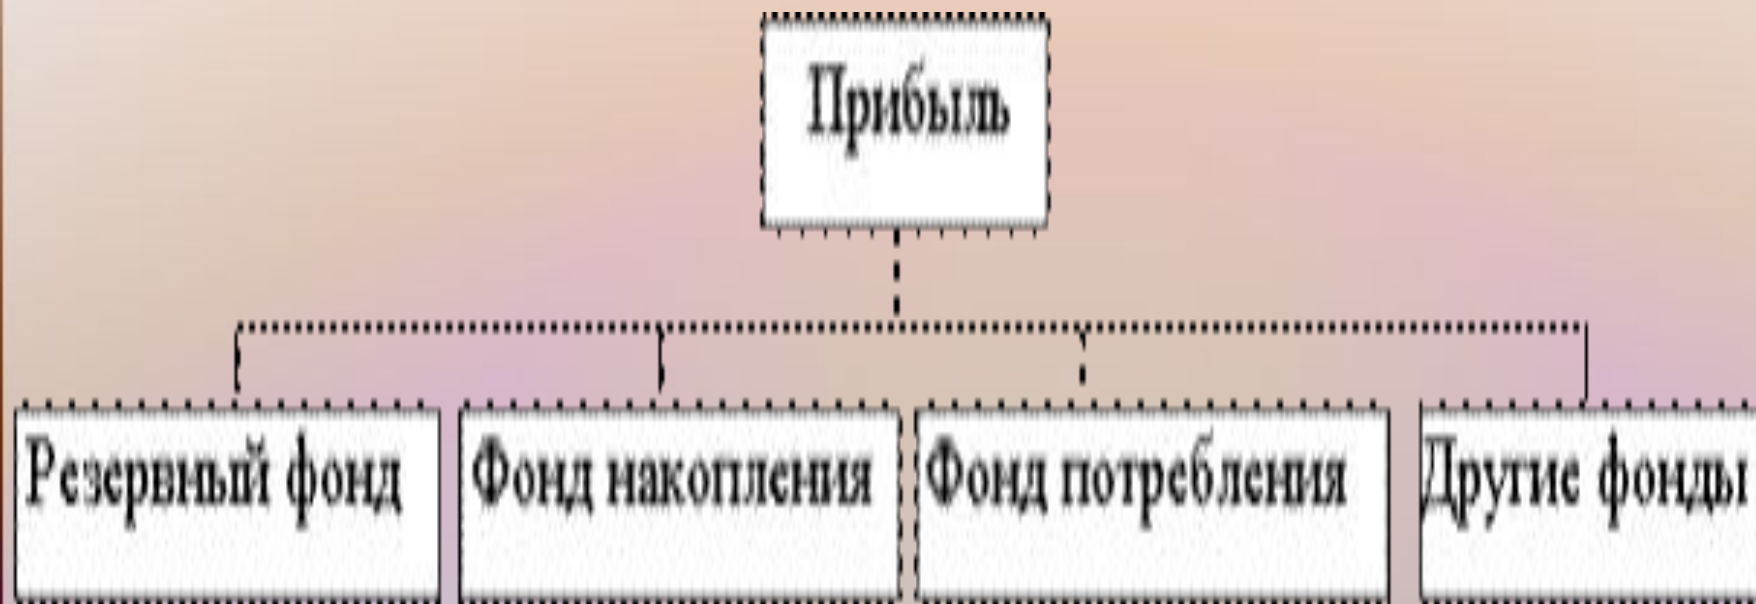 Прибыль
Резервный фонд
Фонд накопления
Фонд потребления
Другие фонды